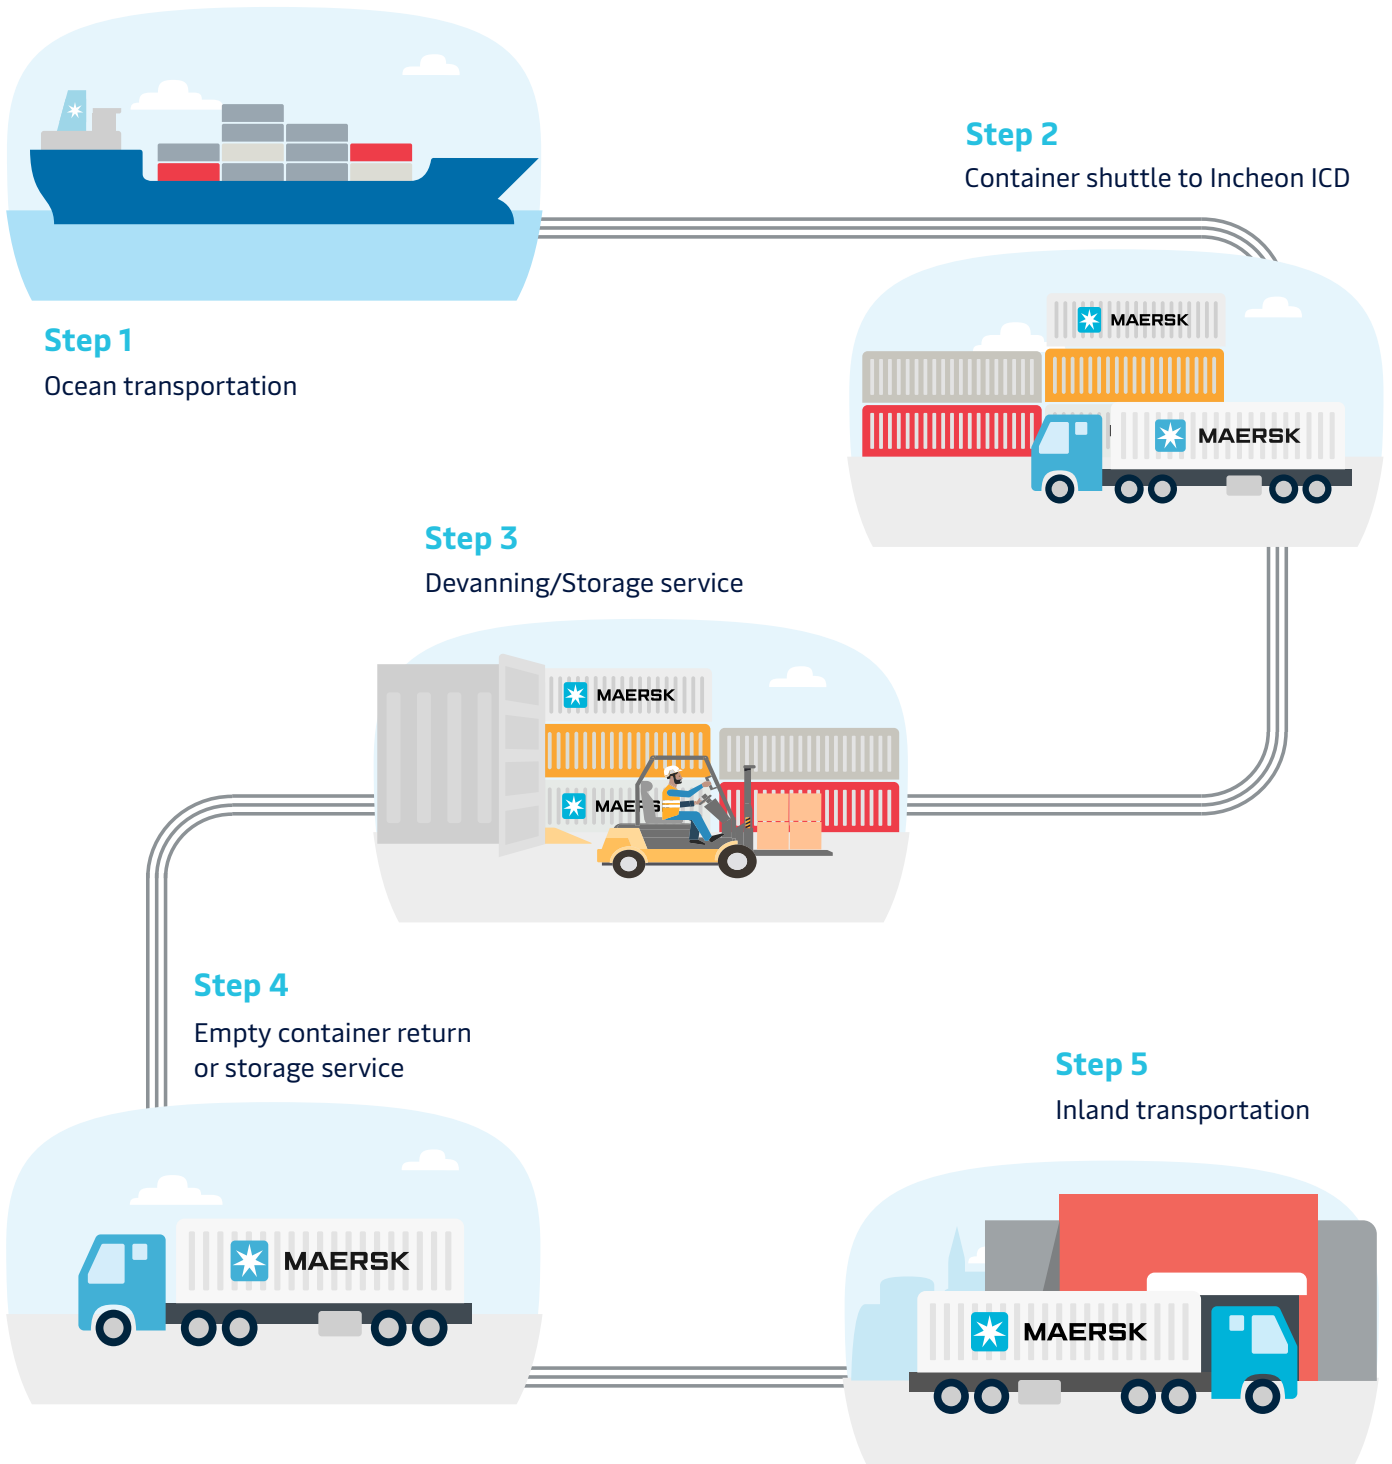 Step 1
Ocean transportation
Step 2
Container shuttle to Incheon ICD
MAERSK
MAERSK
Step 3
Devanning/Storage service
MAERSK
MAERS
Step 4
Empty container return
or storage service
MAERSK
Step 5
Inland transportation
MAERSK